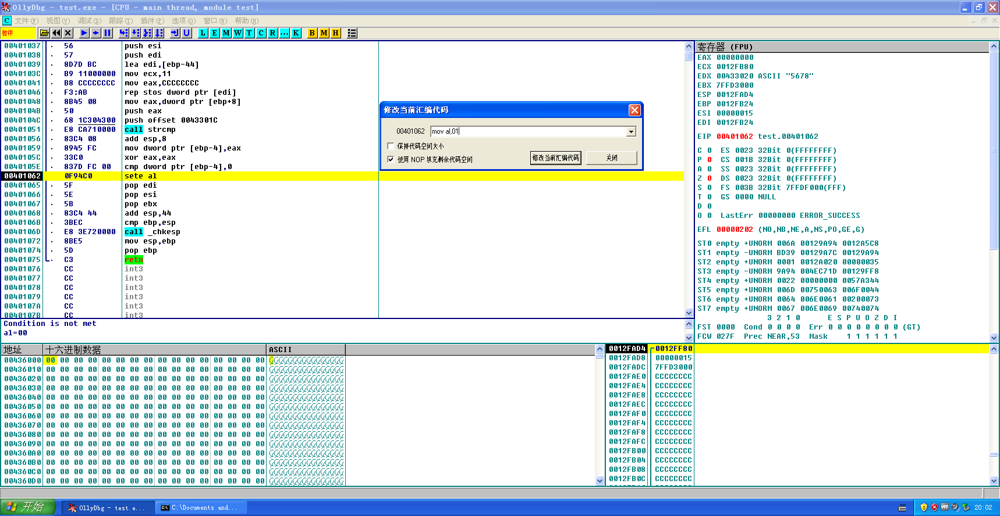 OllyDbg - test.exe - [CPU - main thread, module test]
C 文件(F) 视图(V) 调试(D) 跟踪(T) 插件(P) 选项(O) 窗口(W) 帮助(H)
暂停 L E M W T C R ... K B M H
00401037 . 56 push esi
00401038 . 57 push edi
00401039 . 8D7D BC lea edi,[ebp-44]
0040103C . B9 11000000 mov ecx,11
00401041 . B8 CCCCCCCC mov eax,CCCCCCCC
00401046 . F3:AB rep stos dword ptr [edi]
00401048 . 8B45 08 mov eax,dword ptr [ebp+8]
0040104B . 50 push eax
0040104C . 68 1C304300 push offset 0043301C
00401051 . E8 CA710000 call strcmp
00401056 . 83C4 08 add esp,8
00401059 . 8945 FC mov dword ptr [ebp-4],eax
0040105C . 33C0 xor eax,eax
0040105E . 837D FC 00 cmp dword ptr [ebp-4],0
00401062 0F94C0 sete al
00401065 . 5F pop edi
00401066 . 5E pop esi
00401067 . 5B pop ebx
00401068 . 83C4 44 add esp,44
0040106B . 3BEC cmp ebp,esp
0040106D . E8 3E720000 call _chkesp
00401072 . 8BE5 mov esp,ebp
00401074 . 5D pop ebp
00401075 . C3 retn
00401076 CC int3
00401077 CC int3
00401078 CC int3
00401079 CC int3
0040107A CC int3
0040107B CC int3
Condition is not met
al=00
修改当前汇编代码
00401062 mov al,01
保持代码空间大小
使用 NOP 填充剩余代码空间
修改当前汇编代码 关闭
寄存器 (FPU)
EAX 00000000
ECX 0012FB80
EDX 00433020 ASCII "5678"
EBX 7FFD3000
ESP 0012FAD4
EBP 0012FB24
ESI 00000015
EDI 0012FB24
EIP 00401062 test.00401062
C 0 ES 0023 32Bit 0(FFFFFFFF)
P 0 CS 001B 32Bit 0(FFFFFFFF)
A 0 SS 0023 32Bit 0(FFFFFFFF)
Z 0 DS 0023 32Bit 0(FFFFFFFF)
S 0 FS 003B 32Bit 7FFDF000(FFF)
T 0 GS 0000 NULL
D 0
O 0 LastErr 00000000 ERROR_SUCCESS
EFL 00000202 (NO,NB,NE,A,NS,PO,GE,G)
ST0 empty +UNORM 006A 00129A94 0012A5C8
ST1 empty -UNORM BD39 00129A7C 00129A94
ST2 empty +UNORM 0001 0012A020 00000035
ST3 empty -UNORM 9A94 004EC71D 00129FF8
ST4 empty +UNORM 0022 00000000 0057A344
ST5 empty +UNORM 006D 00750063 006F0044
ST6 empty +UNORM 0064 006E0061 00200073
ST7 empty +UNORM 0067 006E0069 00740074
3 2 1 0 E S P U O Z D I
FST 0000 Cond 0 0 0 0 Err 0 0 0 0 0 0 0 0 (GT)
FCW 027F Prec NEAR,53 Mask 1 1 1 1 1 1
地址 十六进制数据 ASCII
00436000 00 00 00 00 00 00 00 00 00 00 00 00 00 00 00 00
00436010 00 00 00 00 00 00 00 00 00 00 00 00 00 00 00 00
00436020 00 00 00 00 00 00 00 00 00 00 00 00 00 00 00 00
00436030 00 00 00 00 00 00 00 00 00 00 00 00 00 00 00 00
00436040 00 00 00 00 00 00 00 00 00 00 00 00 00 00 00 00
00436050 00 00 00 00 00 00 00 00 00 00 00 00 00 00 00 00
00436060 00 00 00 00 00 00 00 00 00 00 00 00 00 00 00 00
00436070 00 00 00 00 00 00 00 00 00 00 00 00 00 00 00 00
00436080 00 00 00 00 00 00 00 00 00 00 00 00 00 00 00 00
00436090 00 00 00 00 00 00 00 00 00 00 00 00 00 00 00 00
004360A0 00 00 00 00 00 00 00 00 00 00 00 00 00 00 00 00
004360B0 00 00 00 00 00 00 00 00 00 00 00 00 00 00 00 00
004360C0 00 00 00 00 00 00 00 00 00 00 00 00 00 00 00 00
004360D0 00 00 00 00 00 00 00 00 00 00 00 00 00 00 00 00
0012FAD4 0012FF80
0012FAD8 00000015
0012FADC 7FFD3000
0012FAE0 CCCCCCCC
0012FAE4 CCCCCCCC
0012FAE8 CCCCCCCC
0012FAEC CCCCCCCC
0012FAF0 CCCCCCCC
0012FAF4 CCCCCCCC
0012FAF8 CCCCCCCC
0012FAFC CCCCCCCC
0012FB00 CCCCCCCC
0012FB04 CCCCCCCC
0012FB08 CCCCCCCC
0012FB0C CCCCCCCC
开始 OllyDbg - test.e... C:\Documents and... 20:02